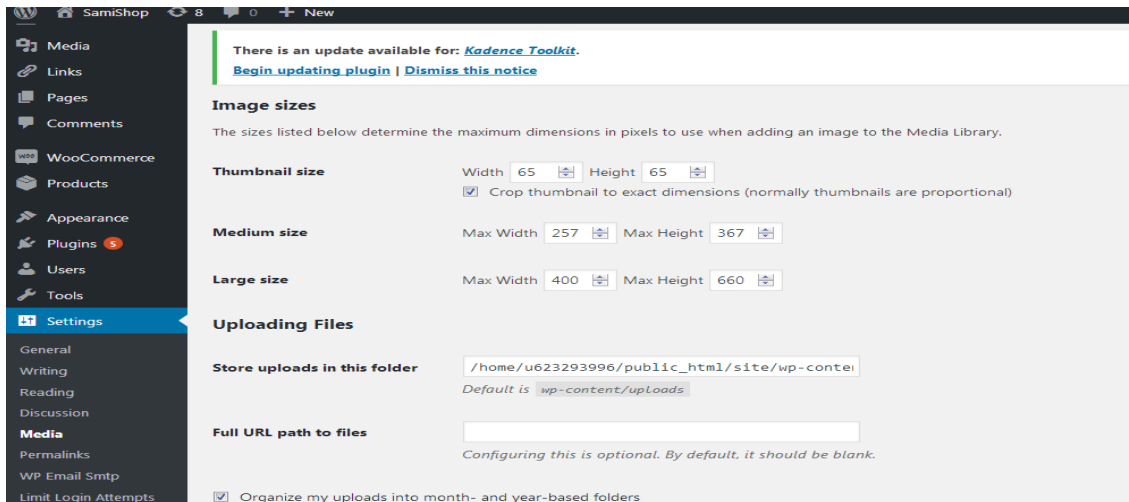 SamiShop 8 0 + New
Media
Links
Pages
Comments
WooCommerce
Products
Appearance
Plugins 5
Users
Tools
Settings
General
Writing
Reading
Discussion
Media
Permalinks
WP Email Smtp
Limit Login Attempts
There is an update available for: Kadence Toolkit.
Begin updating plugin | Dismiss this notice
Image sizes
The sizes listed below determine the maximum dimensions in pixels to use when adding an image to the Media Library.
Thumbnail size Width 65 Height 65
Crop thumbnail to exact dimensions (normally thumbnails are proportional)
Medium size Max Width 257 Max Height 367
Large size Max Width 400 Max Height 660
Uploading Files
Store uploads in this folder /home/u623293996/public_html/site/wp-conte
Default is wp-content/uploads
Full URL path to files
Configuring this is optional. By default, it should be blank.
Organize my uploads into month- and year-based folders